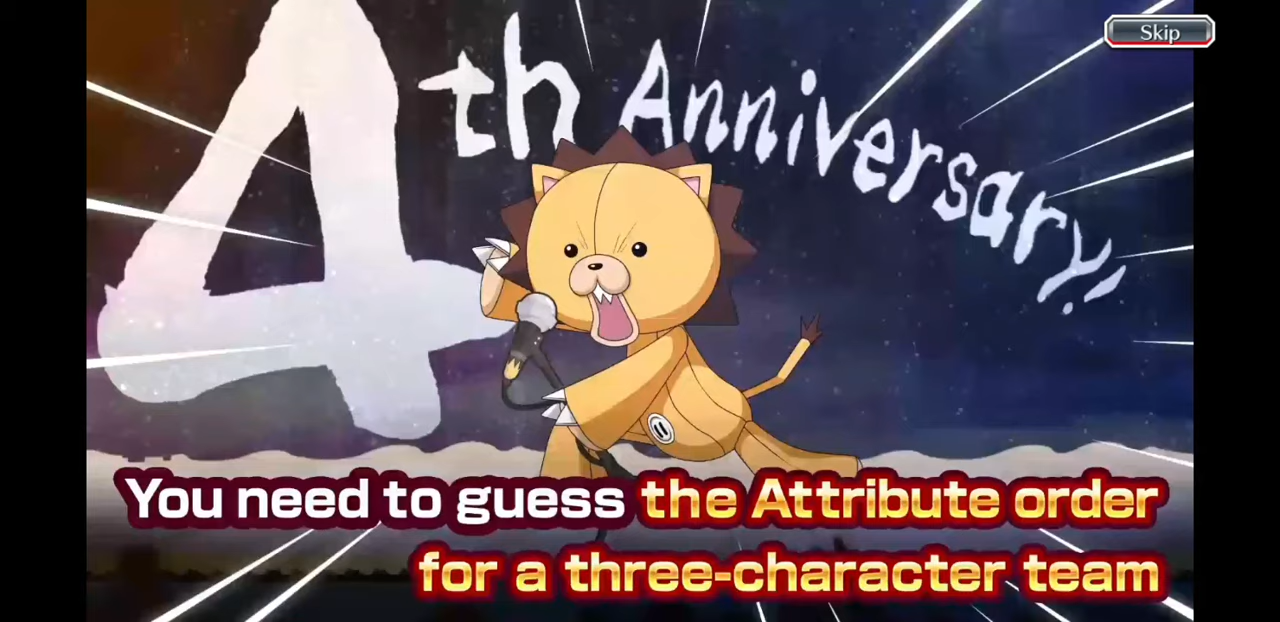 Skip
4th Anniversary!
You need to guess the Attribute order
for a three-character team